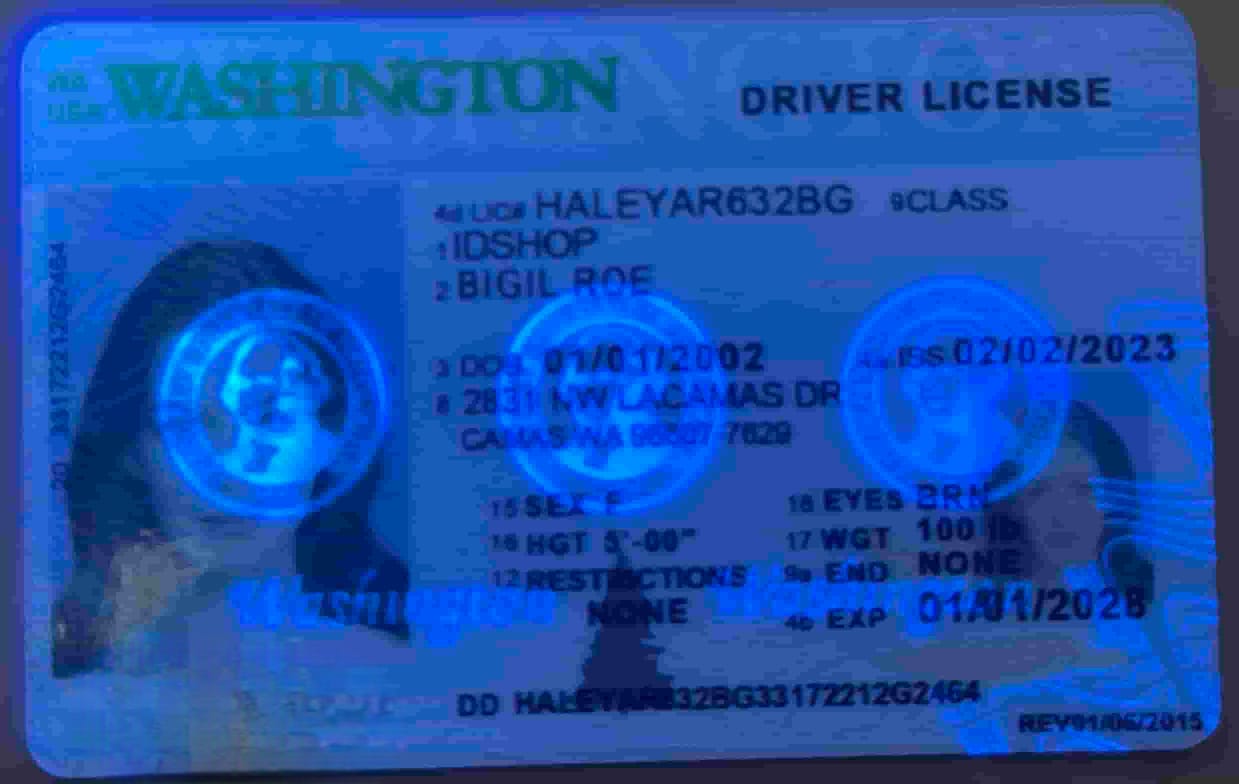 WA
USA WASHINGTON
DRIVER LICENSE
4d LIC# HALEYAR632BG 9CLASS
1 IDSHOP
2 BIGIL ROE
3 DOB 01/01/2002 ISS 02/02/2023
8 2831 NW LACAMAS DR
CAMAS WA 98607-7629
15 SEX F 18 EYES BRN
16 HGT 5'-00" 17 WGT 100 lb
12 RESTRICTIONS 9a END NONE
NONE 4b EXP 01/01/2028
Washington Washington
DD HALEYAR632BG33172212G2464
REV01/06/2015
20 33172212G2464